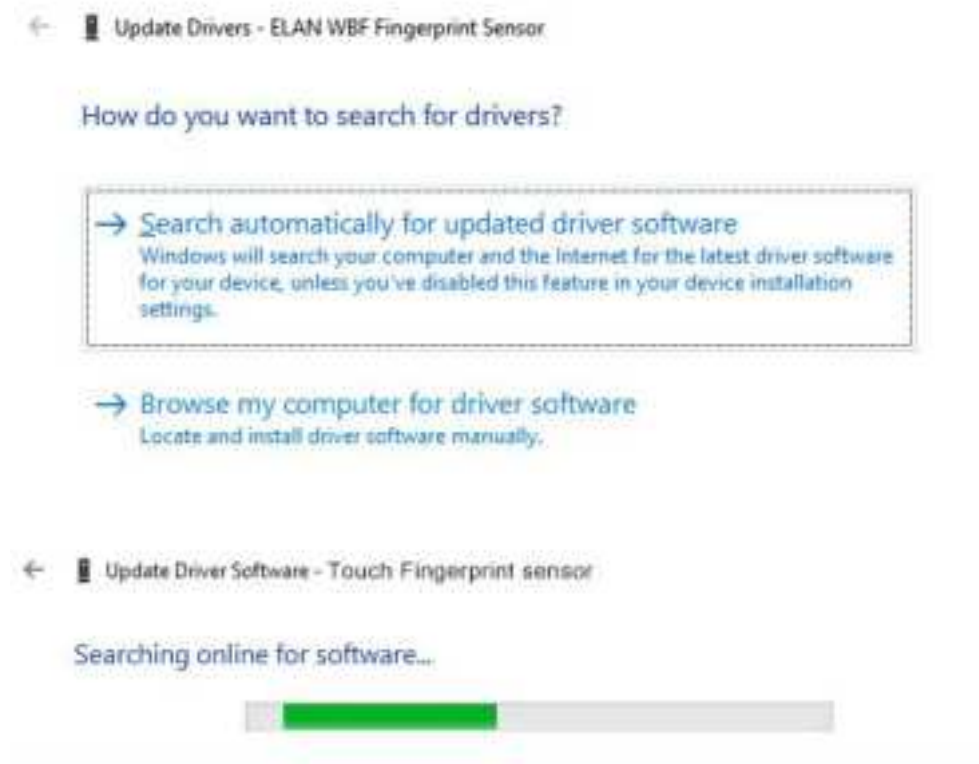 Update Drivers - ELAN WBF Fingerprint Sensor
How do you want to search for drivers?
Search automatically for updated driver software
Windows will search your computer and the Internet for the latest driver software
for your device, unless you've disabled this feature in your device installation
settings.
Browse my computer for driver software
Locate and install driver software manually.
Update Driver Software - Touch Fingerprint sensor
Searching online for software...